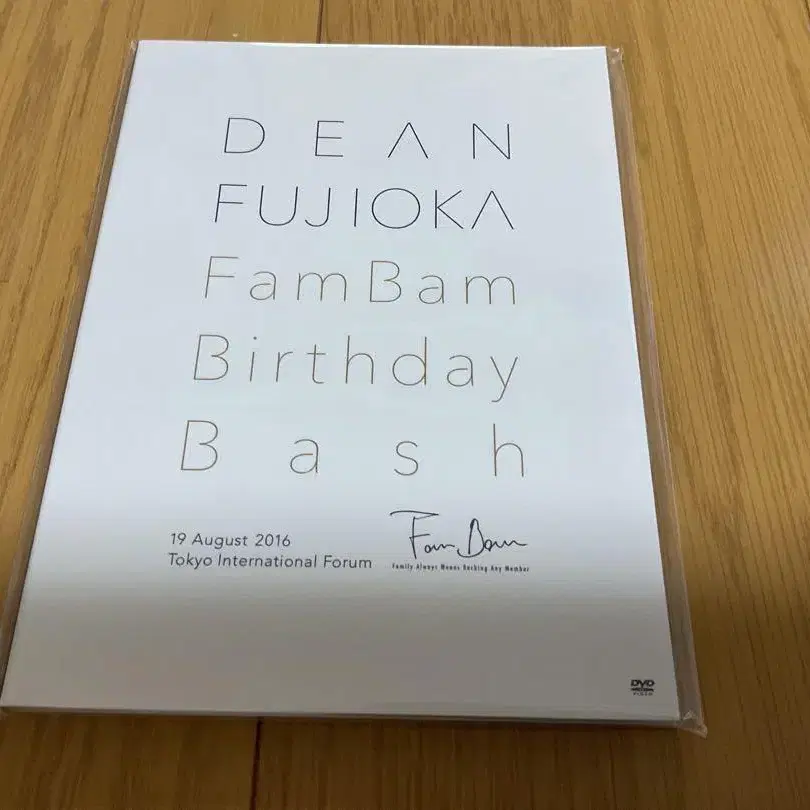 DEAN
FUJIOKA
FamBam
Birthday
Bash
19 August 2016
Tokyo International Forum
FamBam
Family Always Means Backing Any Member
DVD
VIDEO